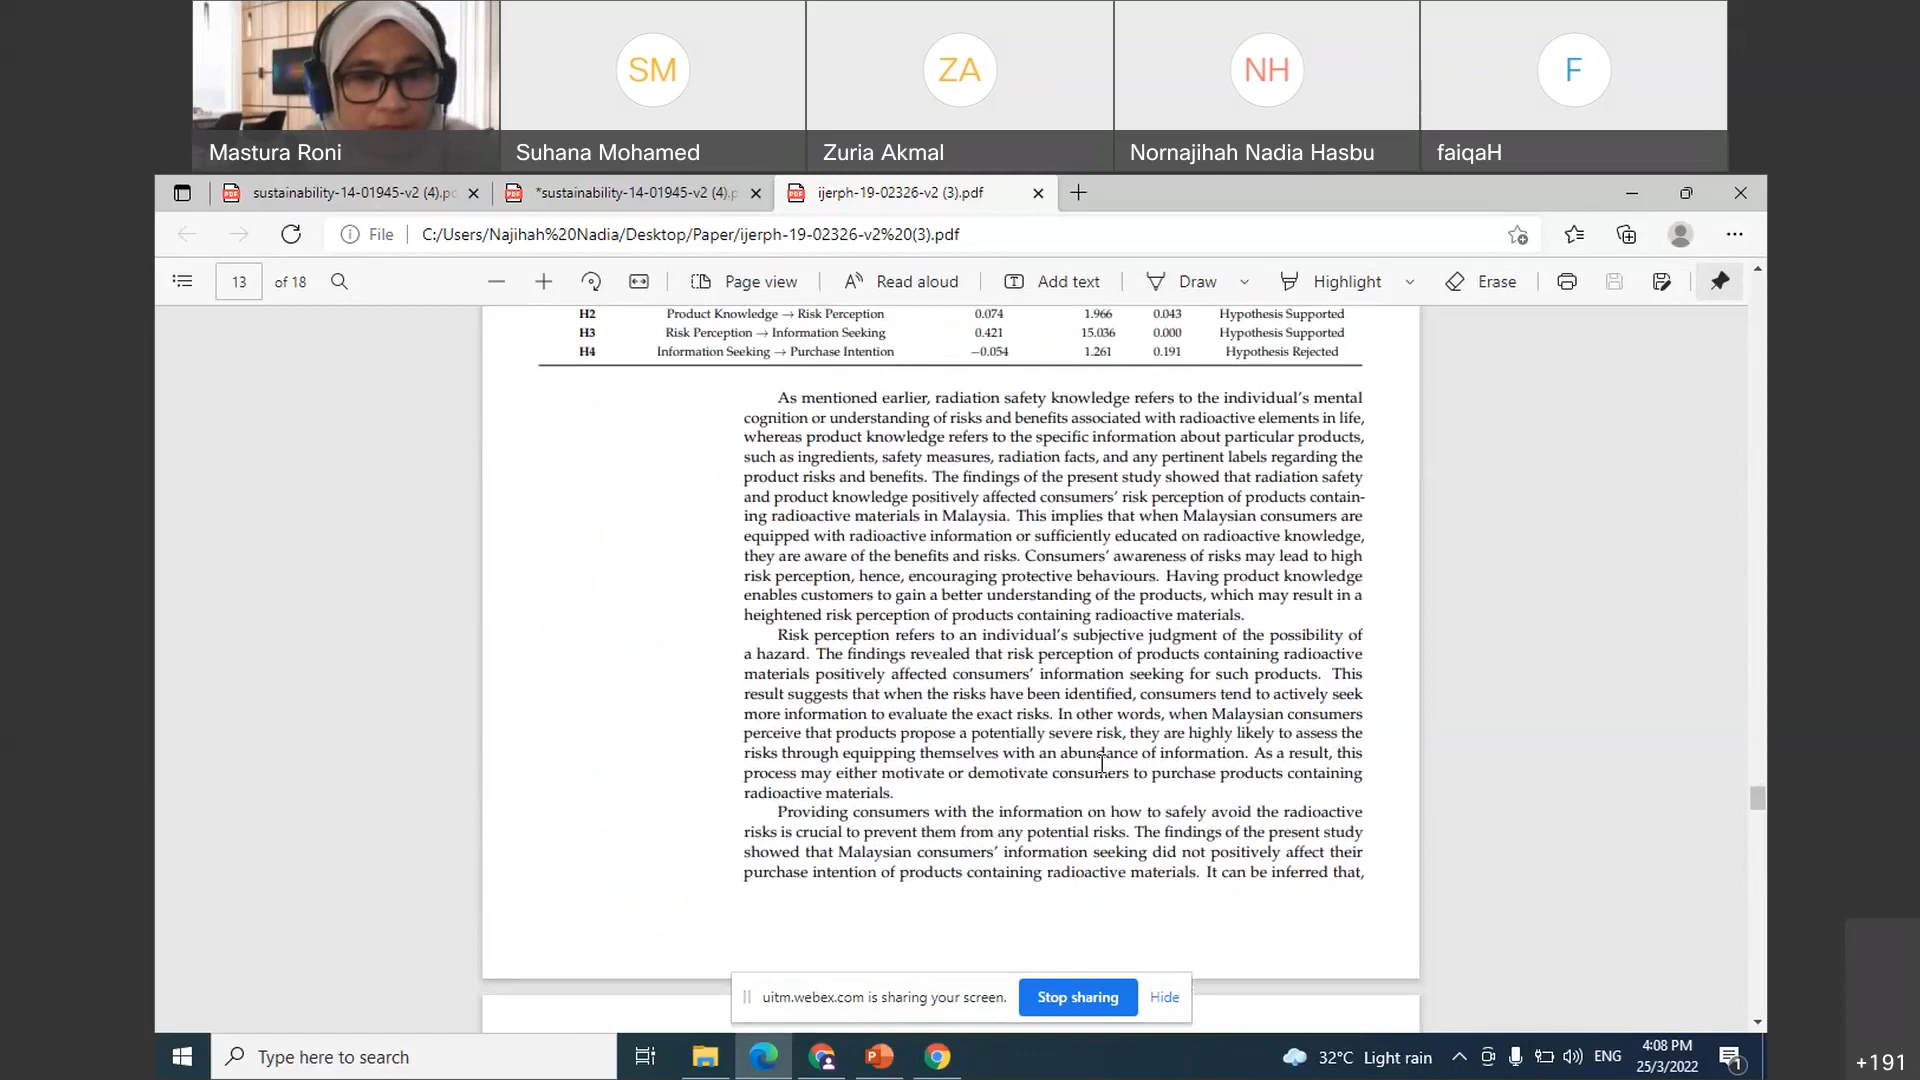 SM
ZA
NH
F
Mastura Roni
Suhana Mohamed
Zuria Akmal
Nornajihah Nadia Hasbu
faiqaH
sustainability-14-01945-v2 (4).pd
*sustainability-14-01945-v2 (4).p
ijerph-19-02326-v2 (3).pdf
File
C:/Users/Najihah%20Nadia/Desktop/Paper/ijerph-19-02326-v2%20(3).pdf
13 of 18
Page view
Read aloud
Add text
Draw
Highlight
Erase
H2 Product Knowledge → Risk Perception 0.074 1.966 0.043 Hypothesis Supported
H3 Risk Perception → Information Seeking 0.421 15.036 0.000 Hypothesis Supported
H4 Information Seeking → Purchase Intention −0.054 1.261 0.191 Hypothesis Rejected
As mentioned earlier, radiation safety knowledge refers to the individual's mental
cognition or understanding of risks and benefits associated with radioactive elements in life,
whereas product knowledge refers to the specific information about particular products,
such as ingredients, safety measures, radiation facts, and any pertinent labels regarding the
product risks and benefits. The findings of the present study showed that radiation safety
and product knowledge positively affected consumers' risk perception of products contain-
ing radioactive materials in Malaysia. This implies that when Malaysian consumers are
equipped with radioactive information or sufficiently educated on radioactive knowledge,
they are aware of the benefits and risks. Consumers' awareness of risks may lead to high
risk perception, hence, encouraging protective behaviours. Having product knowledge
enables customers to gain a better understanding of the products, which may result in a
heightened risk perception of products containing radioactive materials.
Risk perception refers to an individual's subjective judgment of the possibility of
a hazard. The findings revealed that risk perception of products containing radioactive
materials positively affected consumers' information seeking for such products. This
result suggests that when the risks have been identified, consumers tend to actively seek
more information to evaluate the exact risks. In other words, when Malaysian consumers
perceive that products propose a potentially severe risk, they are highly likely to assess the
risks through equipping themselves with an abundance of information. As a result, this
process may either motivate or demotivate consumers to purchase products containing
radioactive materials.
Providing consumers with the information on how to safely avoid the radioactive
risks is crucial to prevent them from any potential risks. The findings of the present study
showed that Malaysian consumers' information seeking did not positively affect their
purchase intention of products containing radioactive materials. It can be inferred that,
uitm.webex.com is sharing your screen.
Stop sharing
Hide
Type here to search
32°C Light rain
ENG
4:08 PM
25/3/2022
1
+191